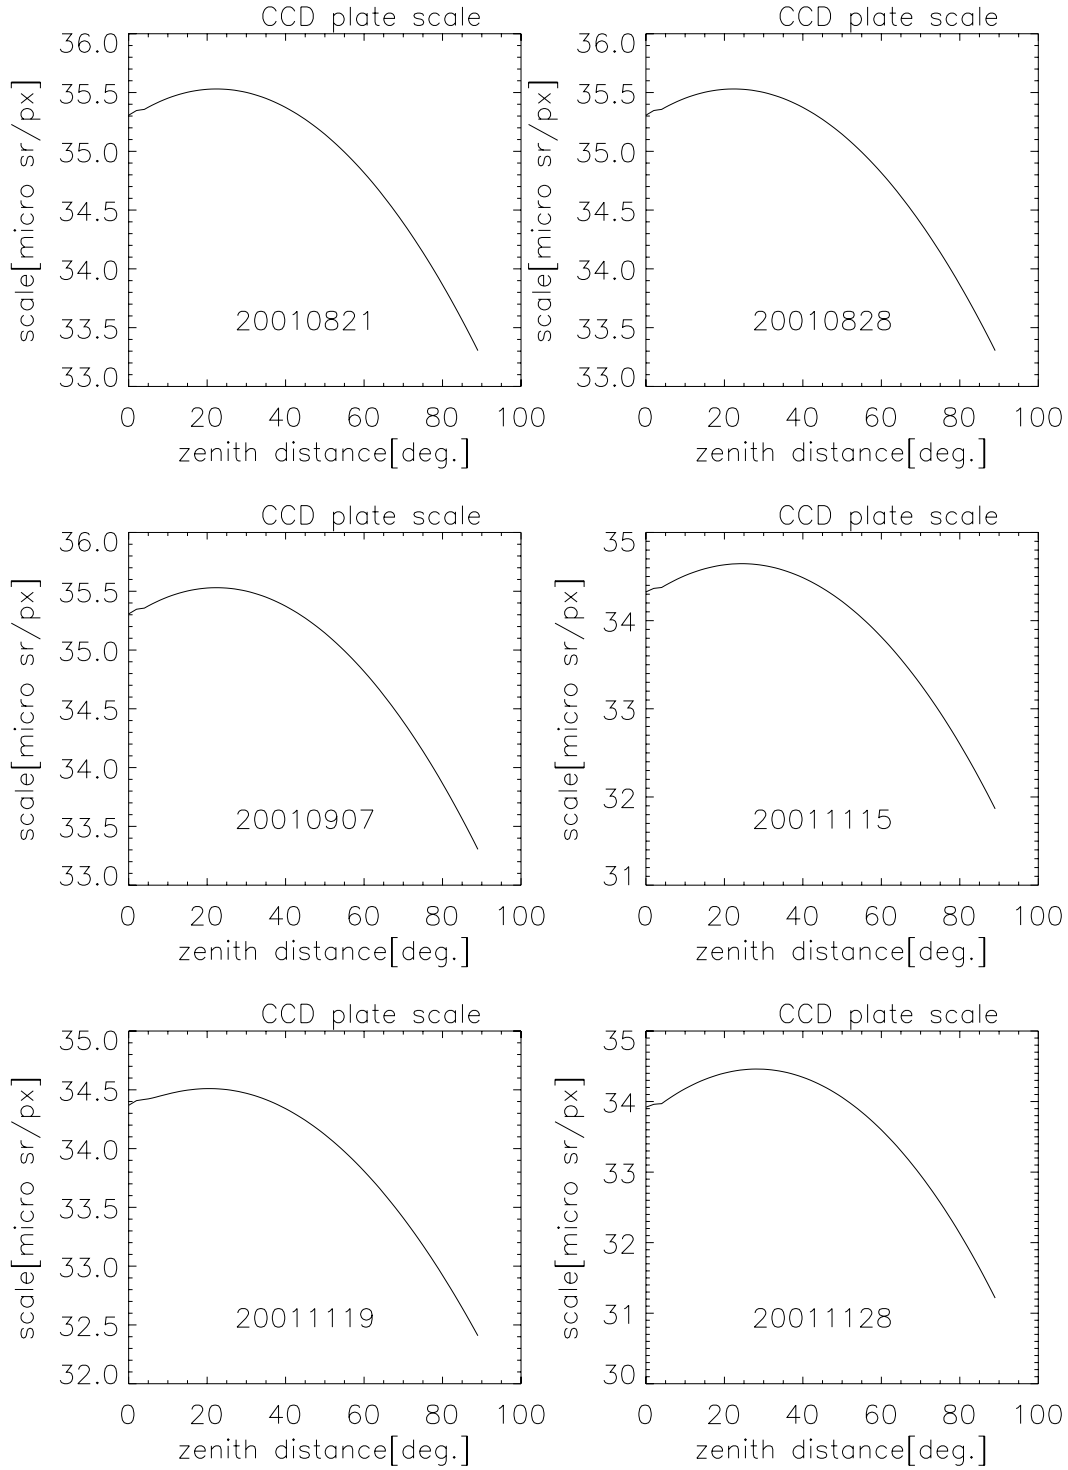 CCD plate scale
36.0
35.5
35.0
34.5
34.0
33.5
33.0
scale[micro sr/px]
20010821
0 20 40 60 80 100
zenith distance[deg.]
CCD plate scale
36.0
35.5
35.0
34.5
34.0
33.5
33.0
scale[micro sr/px]
20010828
0 20 40 60 80 100
zenith distance[deg.]
CCD plate scale
36.0
35.5
35.0
34.5
34.0
33.5
33.0
scale[micro sr/px]
20010907
0 20 40 60 80 100
zenith distance[deg.]
CCD plate scale
35
34
33
32
31
scale[micro sr/px]
20011115
0 20 40 60 80 100
zenith distance[deg.]
CCD plate scale
35.0
34.5
34.0
33.5
33.0
32.5
32.0
scale[micro sr/px]
20011119
0 20 40 60 80 100
zenith distance[deg.]
CCD plate scale
35
34
33
32
31
30
scale[micro sr/px]
20011128
0 20 40 60 80 100
zenith distance[deg.]